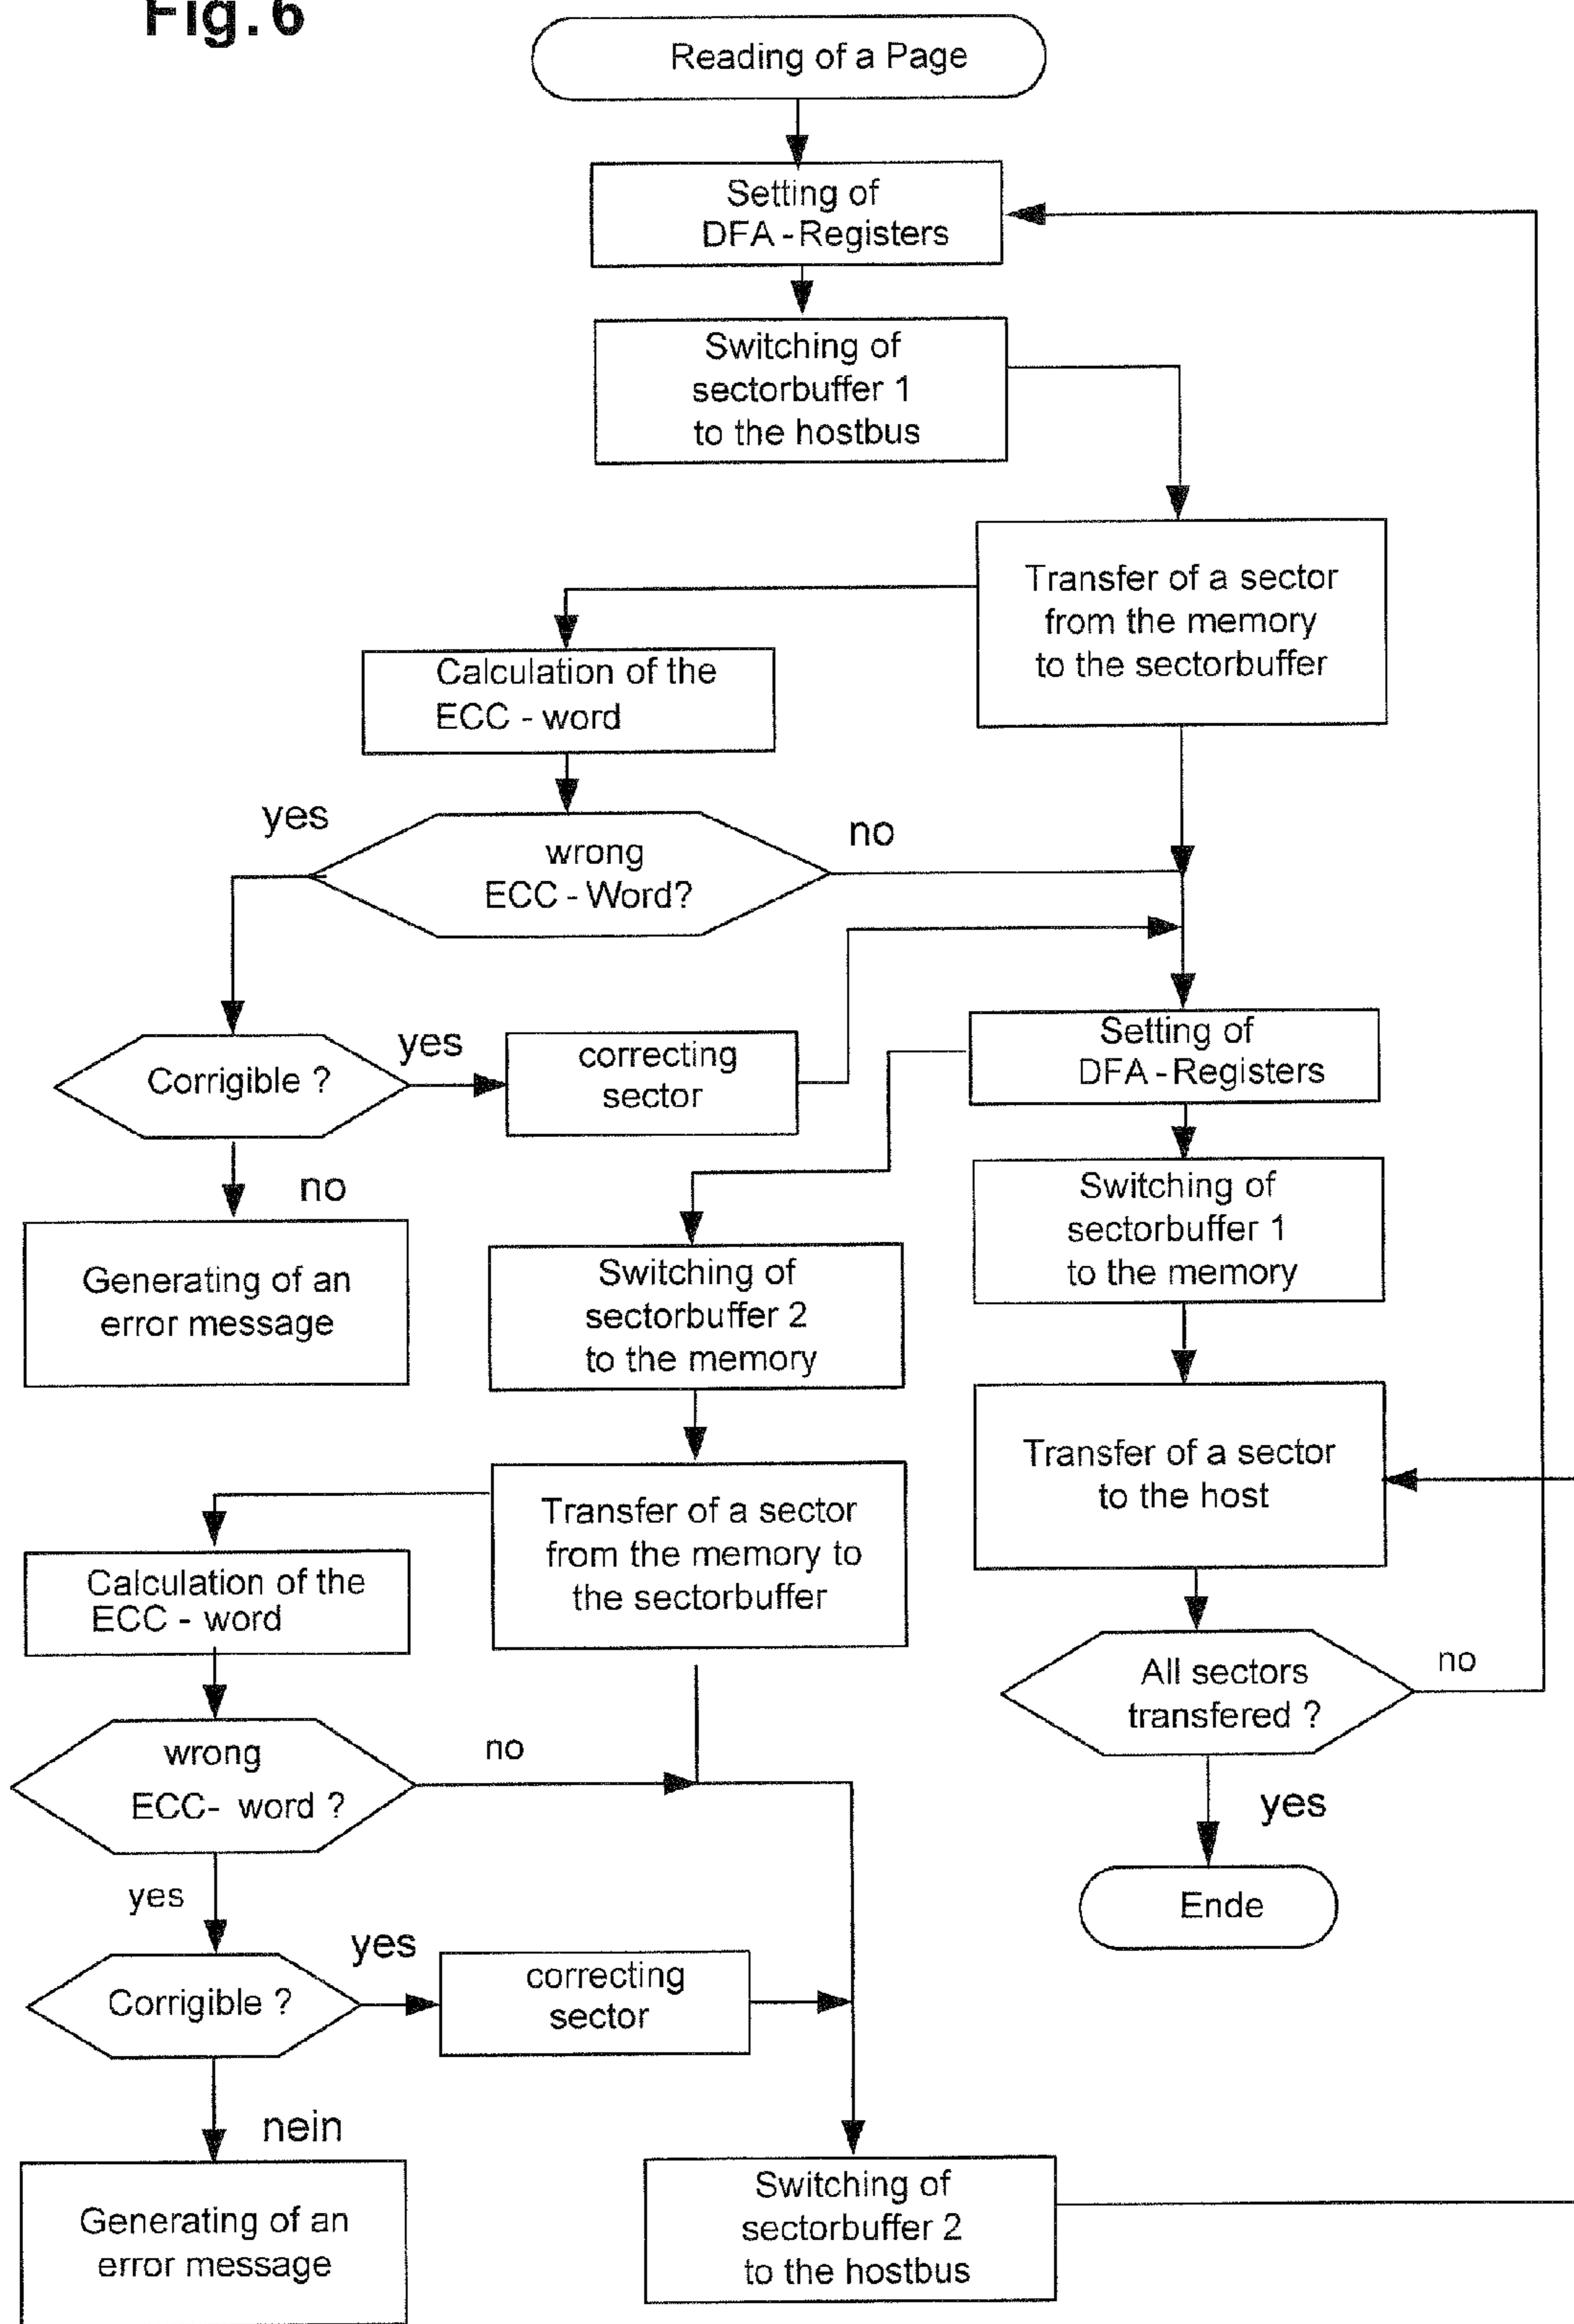 Fig. 6
Reading of a Page
Setting of
DFA - Registers
Switching of
sectorbuffer 1
to the hostbus
Transfer of a sector
from the memory
to the sectorbuffer
Calculation of the
ECC - word
yes
wrong
ECC - Word?
no
Corrigible ?
yes
correcting
sector
Setting of
DFA - Registers
no
Generating of an
error message
Switching of
sectorbuffer 2
to the memory
Switching of
sectorbuffer 1
to the memory
Transfer of a sector
to the host
Transfer of a sector
from the memory to
the sectorbuffer
Calculation of the
ECC - word
All sectors
transfered ?
no
wrong
ECC- word ?
no
yes
yes
Ende
Corrigible ?
yes
correcting
sector
nein
Generating of an
error message
Switching of
sectorbuffer 2
to the hostbus